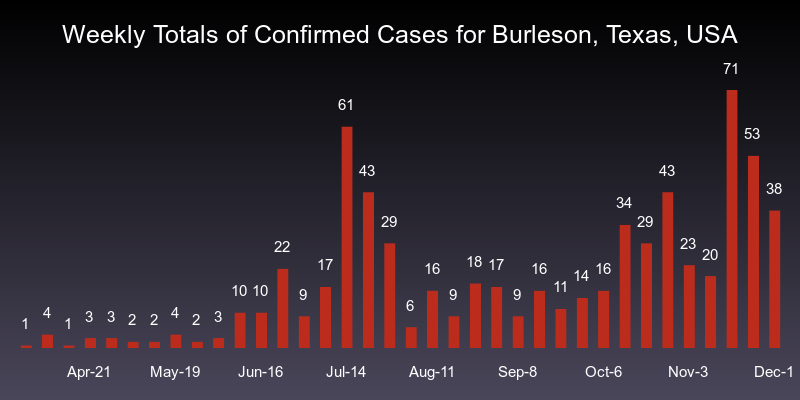 Weekly Totals of Confirmed Cases for Burleson, Texas, USA
1 4 1 3 3 2 2 4 2 3 10 10 22 9 17 61 43 29 6 16 9 18 17 9 16 11 14 16 34 29 43 23 20 71 53 38
Apr-21 May-19 Jun-16 Jul-14 Aug-11 Sep-8 Oct-6 Nov-3 Dec-1